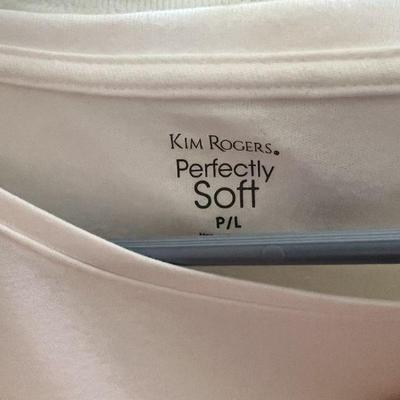 KIM ROGERS®
Perfectly
Soft
P/L